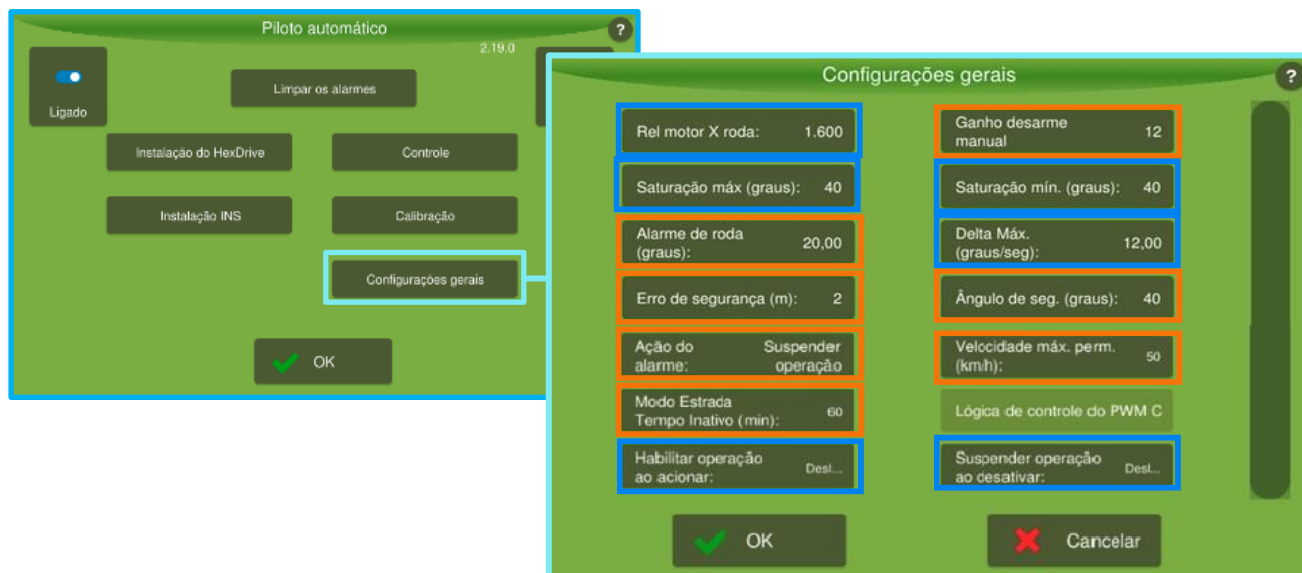 Piloto automático
?
2.19.0
Ligado
Limpar os alarmes
Instalação do HexDrive
Controle
Instalação INS
Calibração
Configurações gerais
OK
Configurações gerais
?
Rel motor X roda: 1.600
Ganho desarme
manual 12
Saturação máx (graus): 40
Saturação mín. (graus): 40
Alarme de roda
(graus): 20,00
Delta Máx.
(graus/seg): 12,00
Erro de segurança (m): 2
Ângulo de seg. (graus): 40
Ação do Suspender
alarme: operação
Velocidade máx. perm.
(km/h): 50
Modo Estrada
Tempo Inativo (min): 60
Lógica de controle do PWM C
Habilitar operação
ao acionar: Desl...
Suspender operação
ao desativar: Desl...
OK
Cancelar